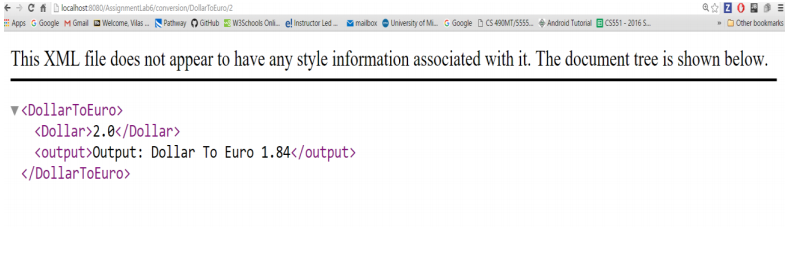 localhost:8080/AssignmentLab6/conversion/DollarToEuro/2
Apps Google Gmail Welcome, Vilas ... Pathway GitHub W3Schools Onli... Instructor Led ... mailbox University of Mi... Google CS 490MT/5555... Android Tutorial CS551 - 2016 S... » Other bookmarks
This XML file does not appear to have any style information associated with it. The document tree is shown below.
▼<DollarToEuro>
<Dollar>2.0</Dollar>
<output>Output: Dollar To Euro 1.84</output>
</DollarToEuro>